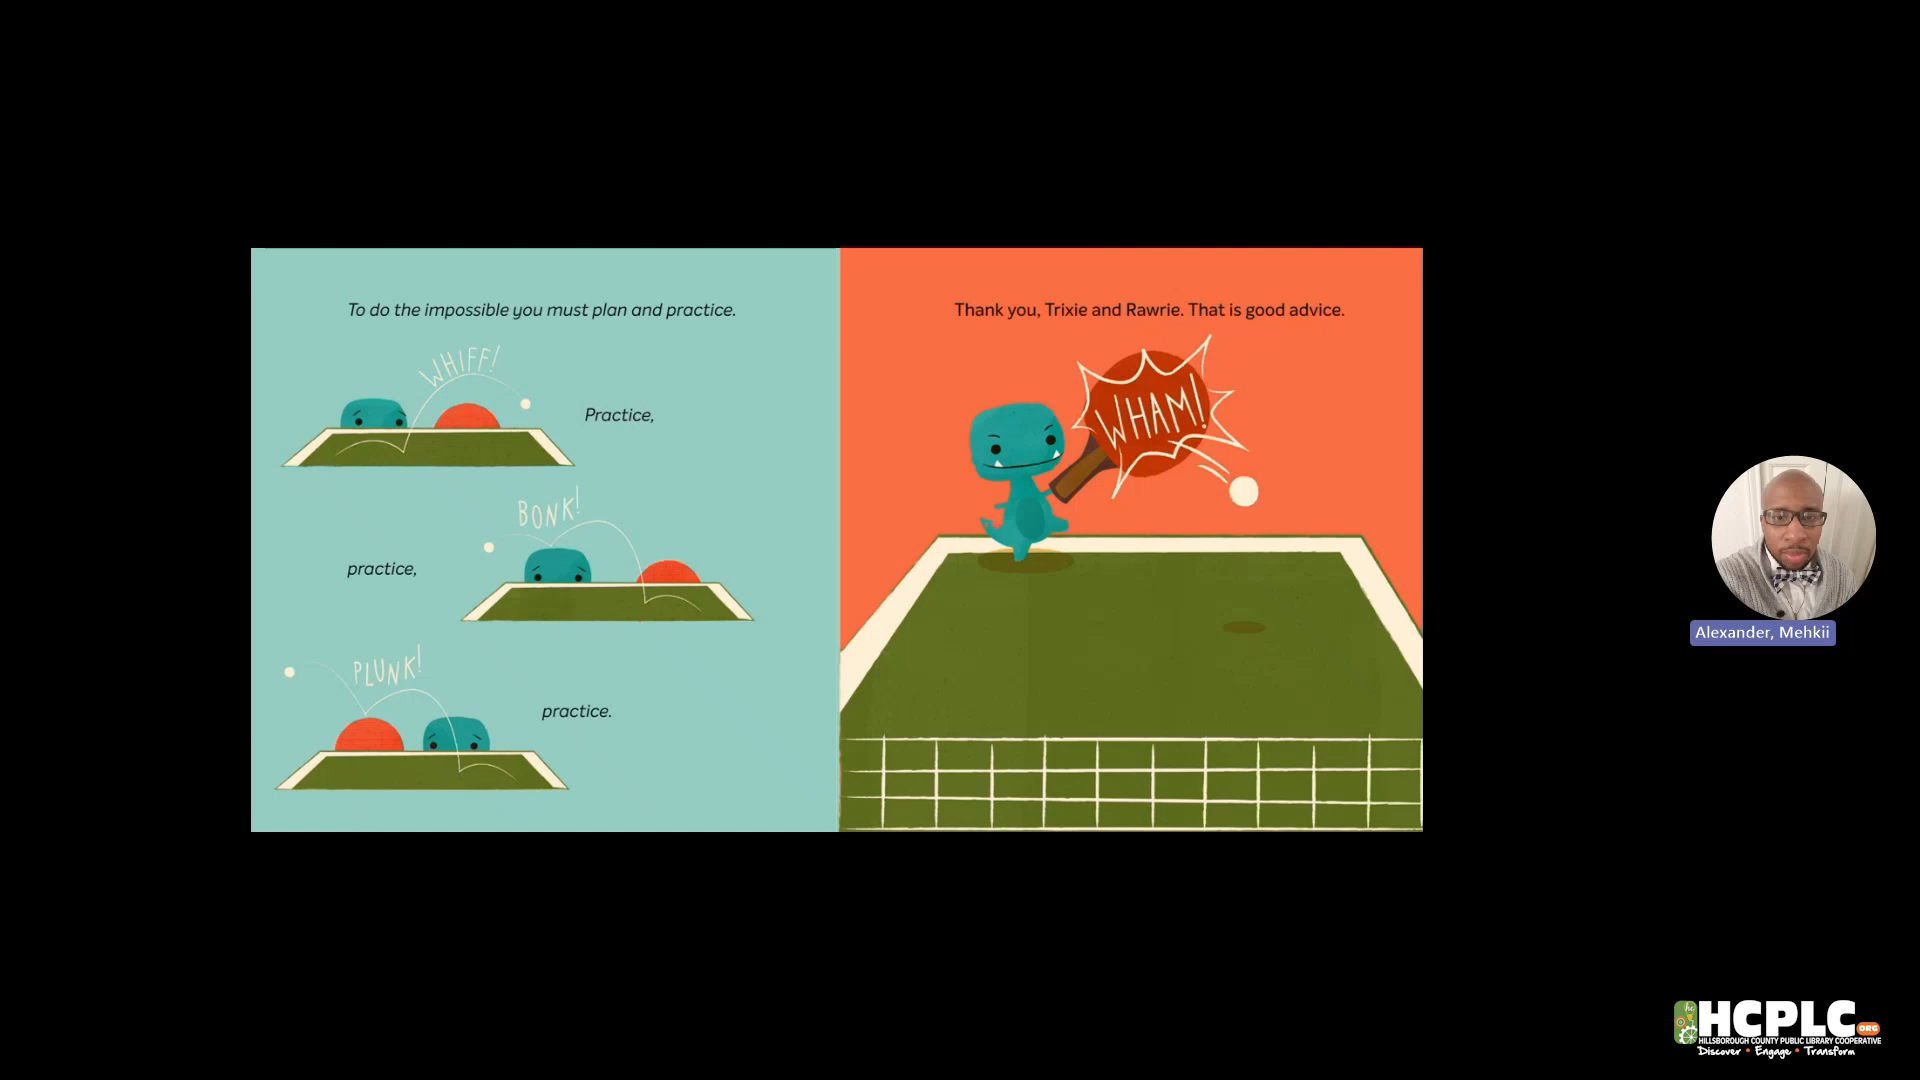 To do the impossible you must plan and practice.
WHIFF!
Practice,
BONK!
practice,
PLUNK!
practice.
Thank you, Trixie and Rawrie. That is good advice.
WHAM!
Alexander, Mehkii
HCPLC.ORG
HILLSBOROUGH COUNTY PUBLIC LIBRARY COOPERATIVE
Discover • Engage • Transform